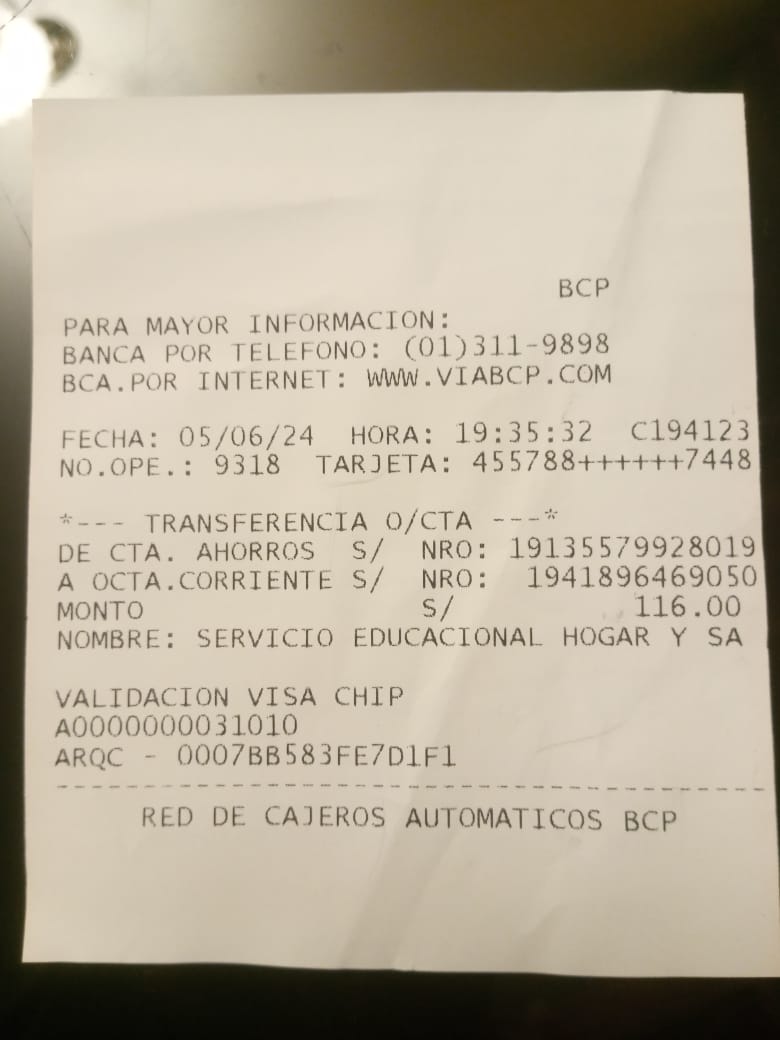 BCP
PARA MAYOR INFORMACION:
BANCA POR TELEFONO: (01)311-9898
BCA.POR INTERNET: WWW.VIABCP.COM
FECHA: 05/06/24 HORA: 19:35:32 C194123
NO.OPE.: 9318 TARJETA: 455788++++++7448
*--- TRANSFERENCIA O/CTA ---*
DE CTA. AHORROS S/ NRO: 19135579928019
A OCTA.CORRIENTE S/ NRO: 1941896469050
MONTO S/ 116.00
NOMBRE: SERVICIO EDUCACIONAL HOGAR Y SA
VALIDACION VISA CHIP
A0000000031010
ARQC - 0007BB583FE7D1F1
RED DE CAJEROS AUTOMATICOS BCP